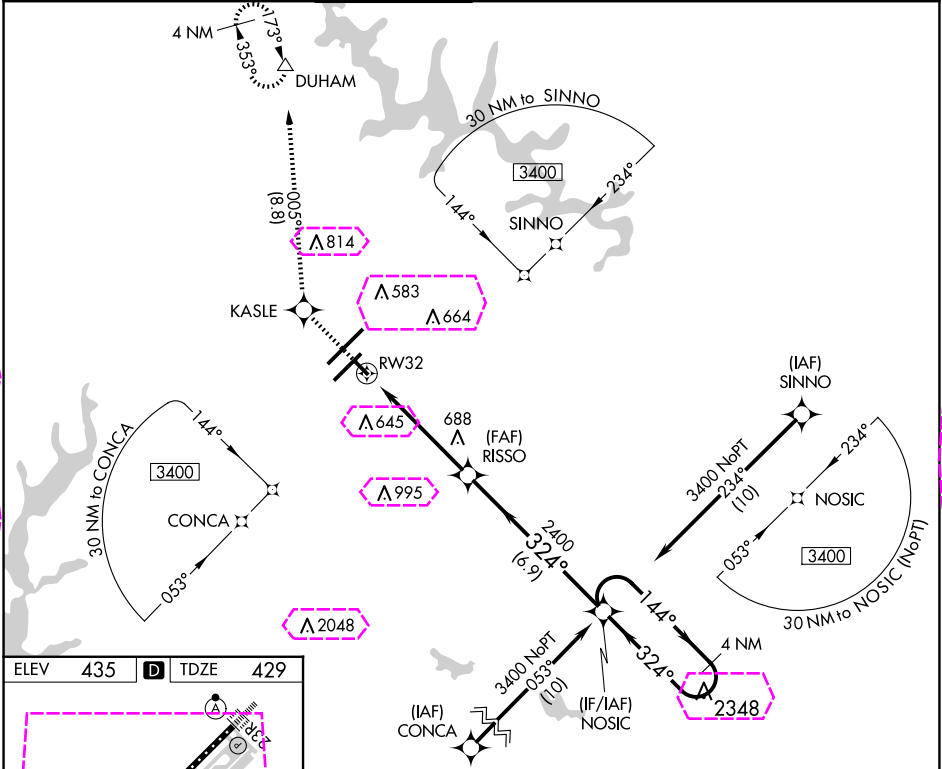 4 NM
173°
353°
DUHAM
30 NM to SINNO
3400
144°
234°
SINNO
005°
(8.8)
814
583
664
KASLE
RW32
(IAF)
SINNO
645
688
(FAF)
RISSO
995
144°
3400
30 NM to CONCA
CONCA
053°
3400 NoPT
234°
(10)
234°
NOSIC
053°
3400
30 NM to NOSIC (NoPT)
2400
324°
(6.9)
144°
324°
4 NM
2348
2048
3400 NoPT
053°
(10)
(IF/IAF)
NOSIC
(IAF)
CONCA
ELEV 435 D TDZE 429
A
23R
P